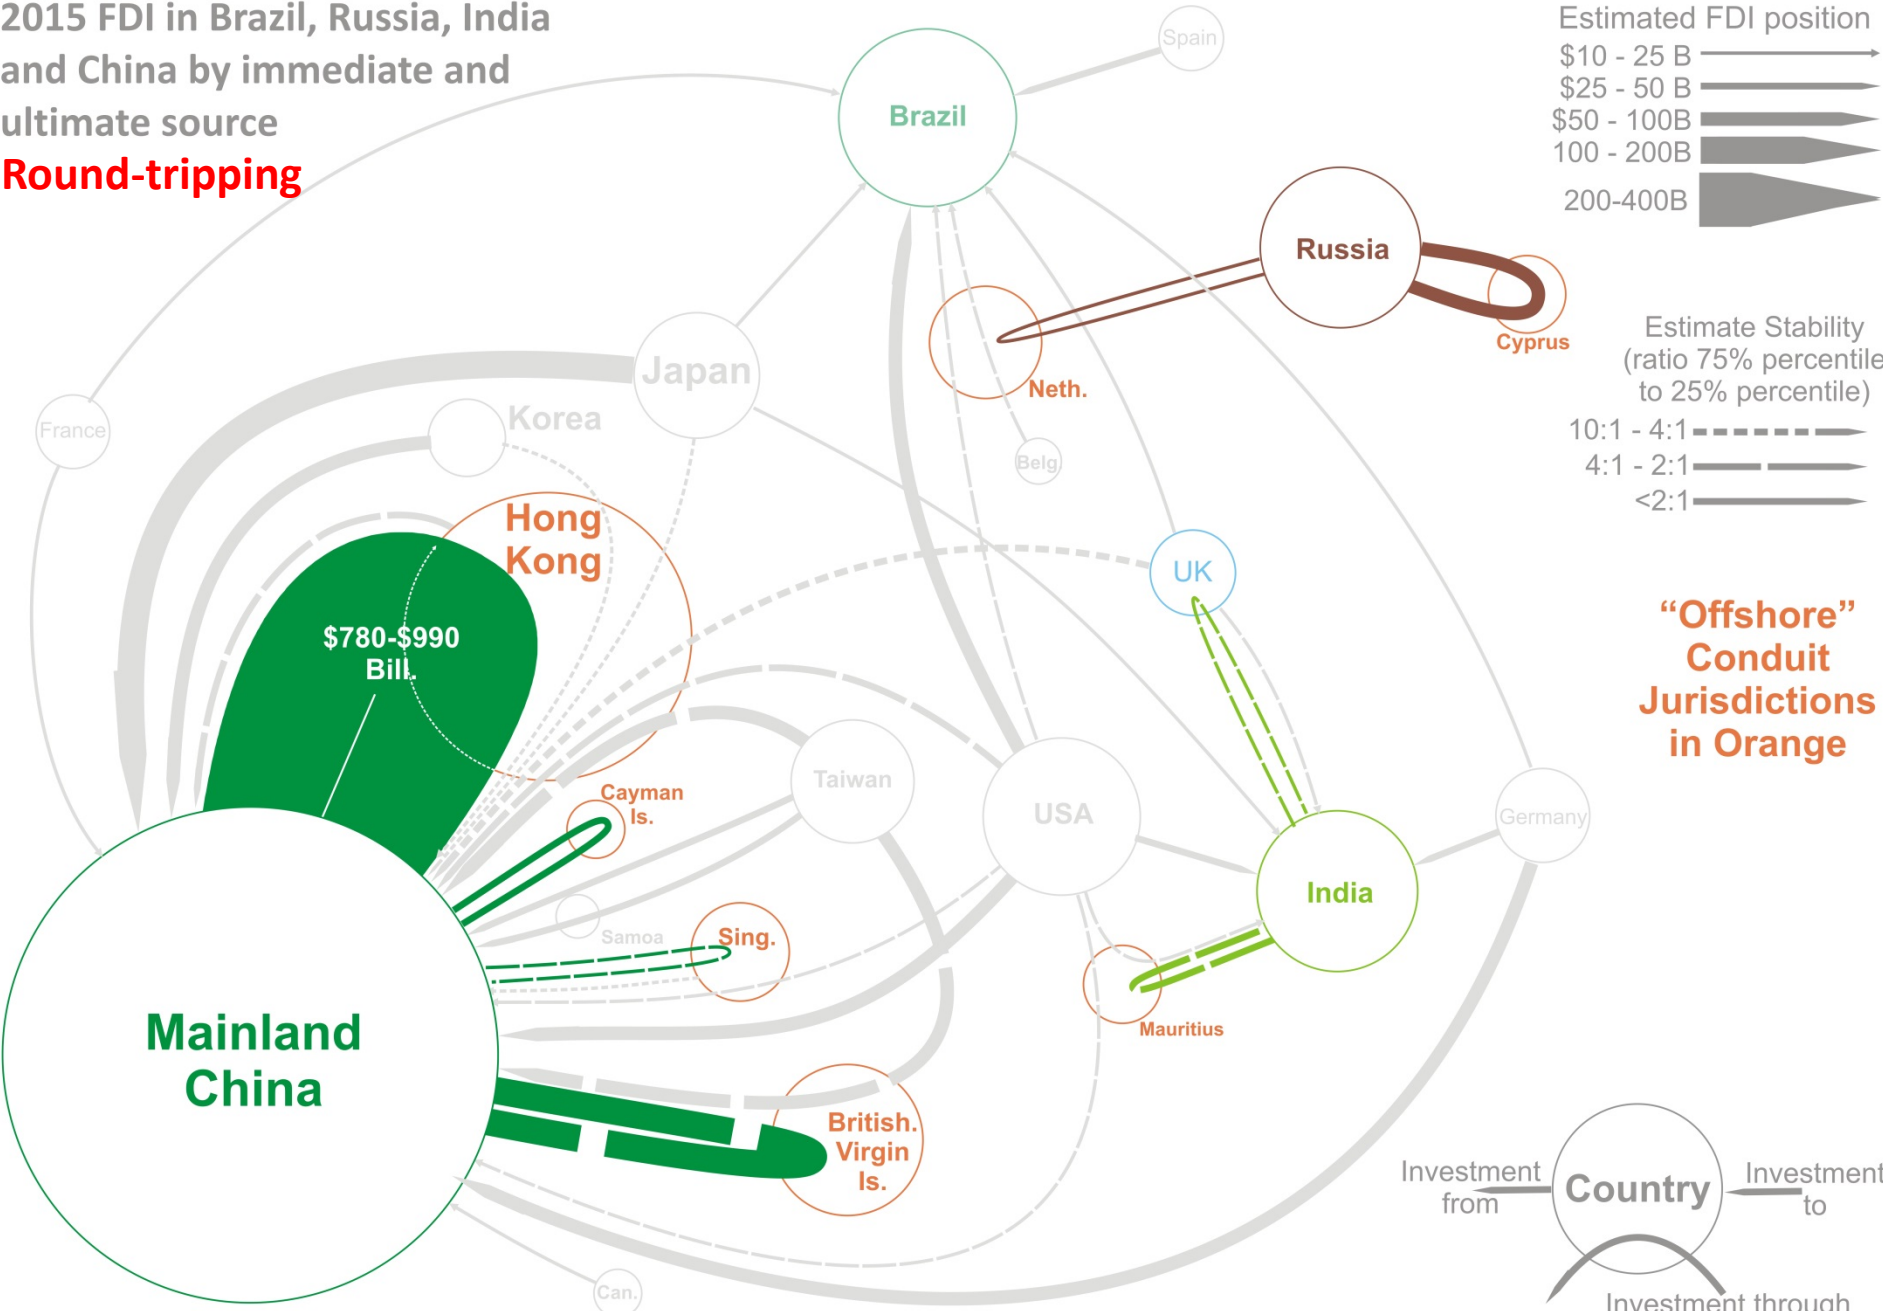 2015 FDI in Brazil, Russia, India
and China by immediate and
ultimate source
Round-tripping
Estimated FDI position
$10 - 25 B
$25 - 50 B
$50 - 100B
100 - 200B
200-400B
Spain
Brazil
Russia
Cyprus
Estimate Stability
(ratio 75% percentile
to 25% percentile)
10:1 - 4:1
4:1 - 2:1
<2:1
Japan
Neth.
France
Korea
Belg
Hong
Kong
UK
$780-$990
Bill.
"Offshore"
Conduit
Jurisdictions
in Orange
Cayman
Is.
Taiwan
USA
Germany
India
Samoa
Sing.
Mauritius
Mainland
China
British.
Virgin
Is.
Investment
from
Country
Investment
to
Can.
Investment through